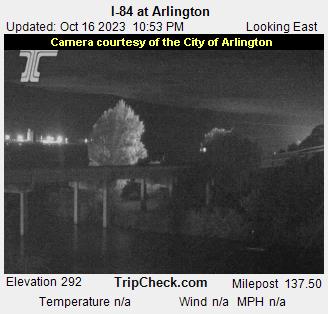 I-84 at Arlington
Updated: Oct 16 2023 10:53 PM Looking East
Camera courtesy of the City of Arlington
Elevation 292 TripCheck.com Milepost 137.50
Temperature n/a Wind n/a MPH n/a